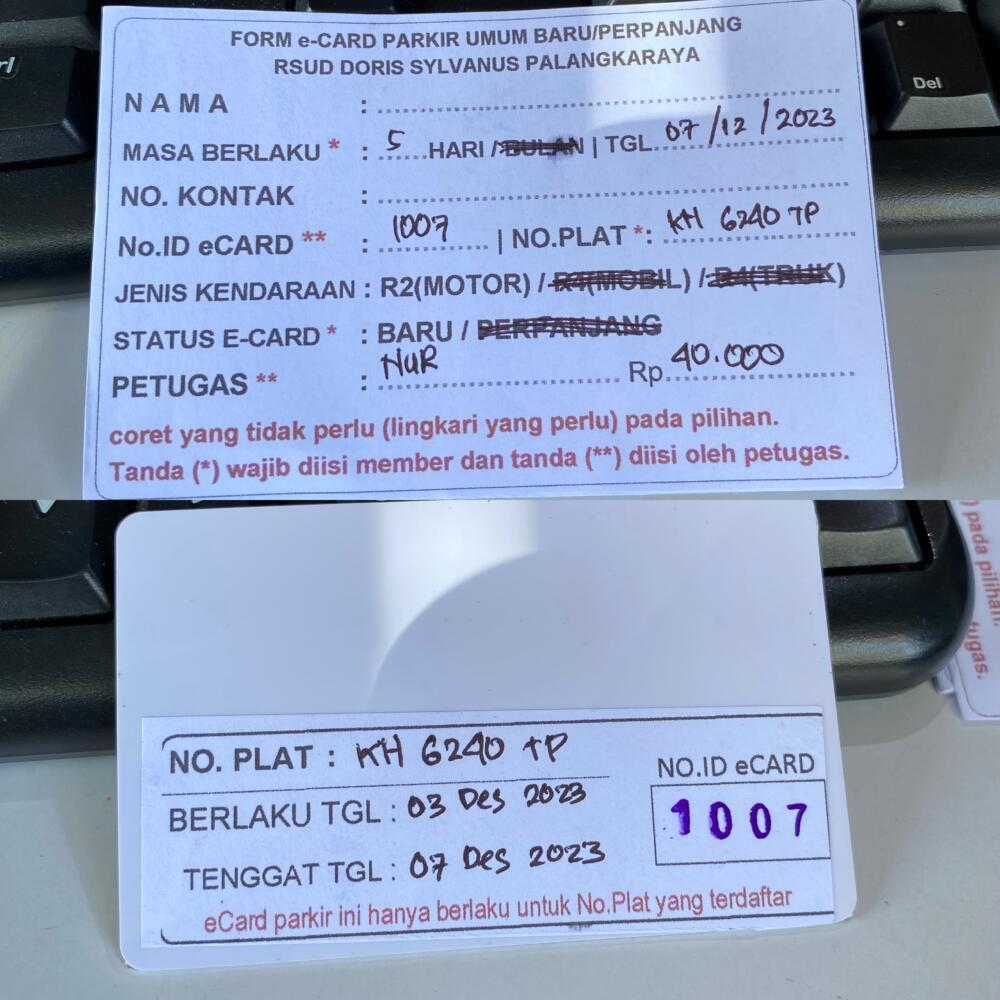 rl
Del
FORM e-CARD PARKIR UMUM BARU/PERPANJANG
RSUD DORIS SYLVANUS PALANGKARAYA
NAMA :
MASA BERLAKU * : 5 HARI / BULAN | TGL. 07/12/2023
NO. KONTAK :
No.ID eCARD ** : 1007 | NO.PLAT *: KH 6240 TP
JENIS KENDARAAN : R2(MOTOR) / R4(MOBIL) / R4(TRUK)
STATUS E-CARD * : BARU / PERPANJANG
PETUGAS ** : NUR Rp 40.000
coret yang tidak perlu (lingkari yang perlu) pada pilihan.
Tanda (*) wajib diisi member dan tanda (**) diisi oleh petugas.
) pada pilihan.
tugas.
NO. PLAT : KH 6240 TP
NO.ID eCARD
BERLAKU TGL : 03 Des 2023
1007
TENGGAT TGL : 07 Des 2023
eCard parkir ini hanya berlaku untuk No.Plat yang terdaftar